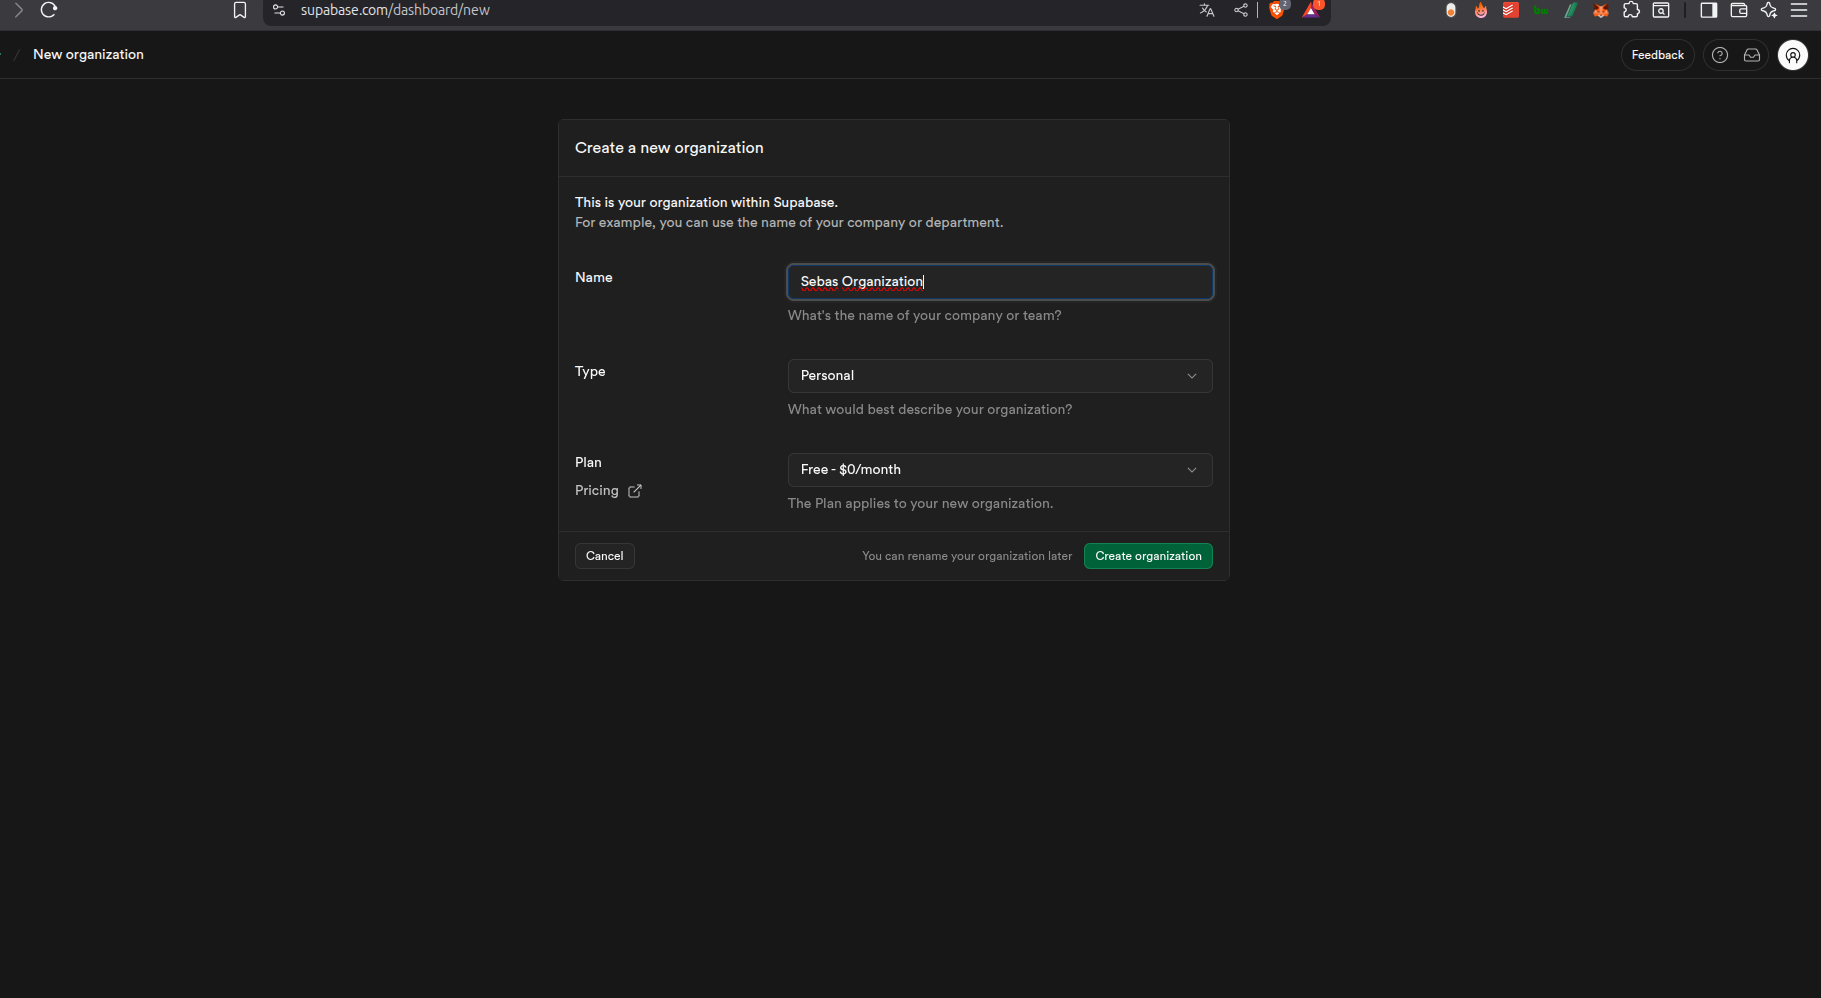 supabase.com/dashboard/new
2
1
bw
/ New organization
Feedback
Create a new organization
This is your organization within Supabase.
For example, you can use the name of your company or department.
Name
Sebas Organization
What's the name of your company or team?
Type
Personal
What would best describe your organization?
Plan
Free - $0/month
Pricing
The Plan applies to your new organization.
Cancel
You can rename your organization later
Create organization